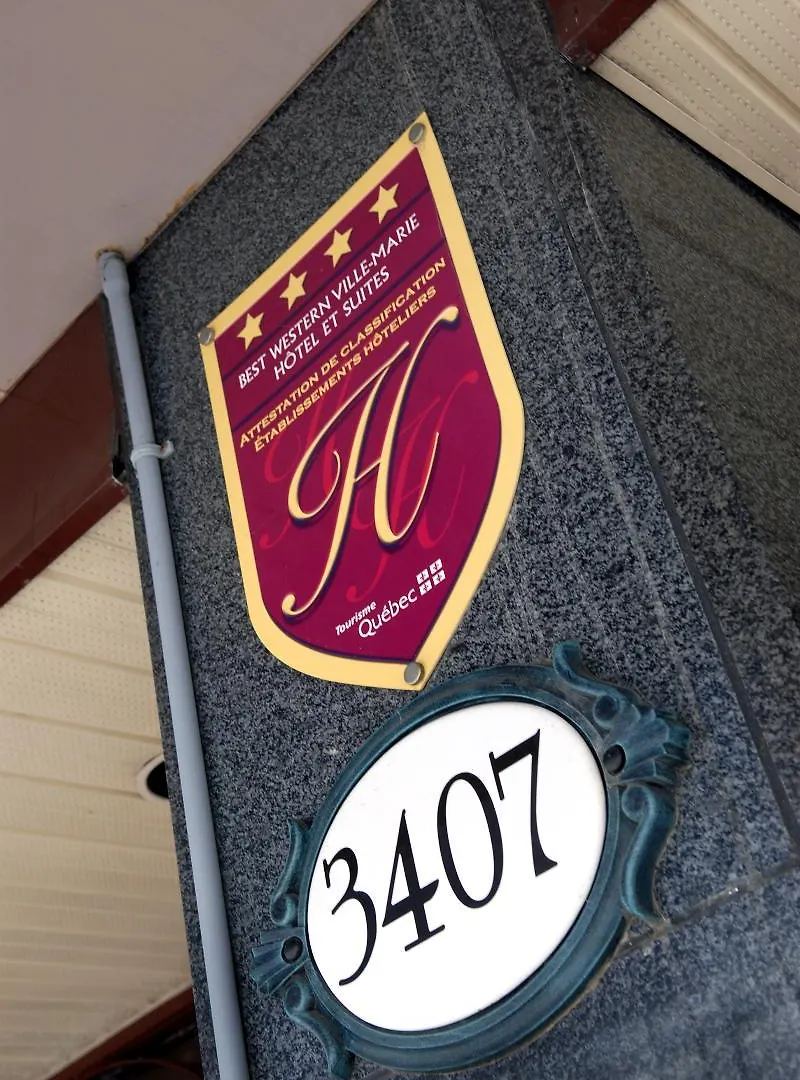 BEST WESTERN VILLE-MARIE
HÔTEL ET SUITES
ATTESTATION DE CLASSIFICATION
ÉTABLISSEMENTS HÔTELIERS
H
Tourisme
Québec
3407